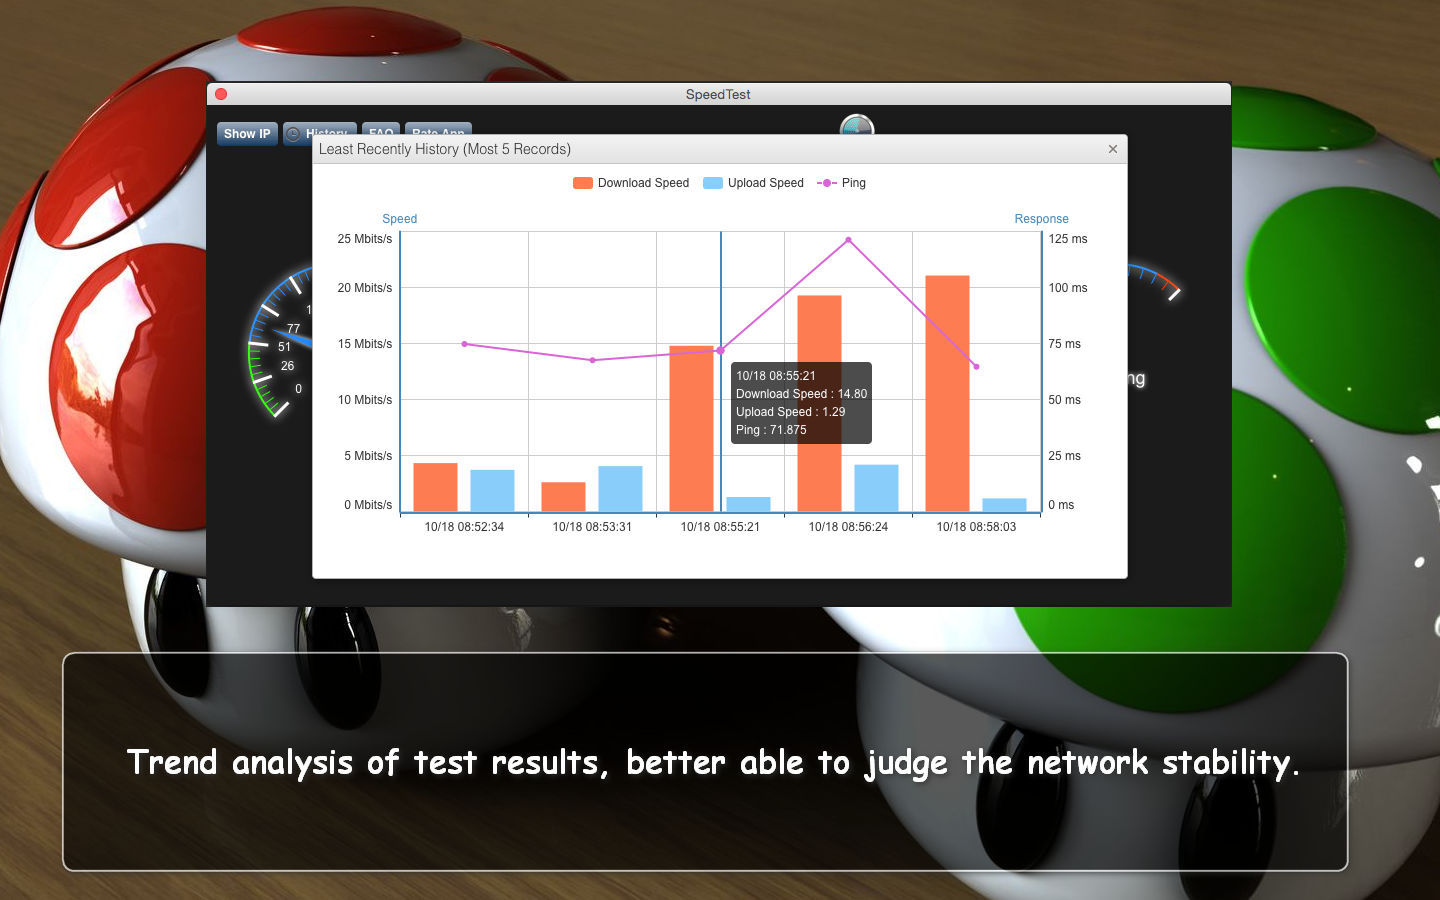 SpeedTest
Show IP
History
FAQ
Rate App
Least Recently History (Most 5 Records)
Download Speed
Upload Speed
Ping
Speed
Response
25 Mbits/s
125 ms
20 Mbits/s
100 ms
15 Mbits/s
75 ms
10 Mbits/s
50 ms
5 Mbits/s
25 ms
0 Mbits/s
0 ms
10/18 08:55:21
Download Speed : 14.80
Upload Speed : 1.29
Ping : 71.875
10/18 08:52:34
10/18 08:53:31
10/18 08:55:21
10/18 08:56:24
10/18 08:58:03
77
51
26
0
Trend analysis of test results, better able to judge the network stability.